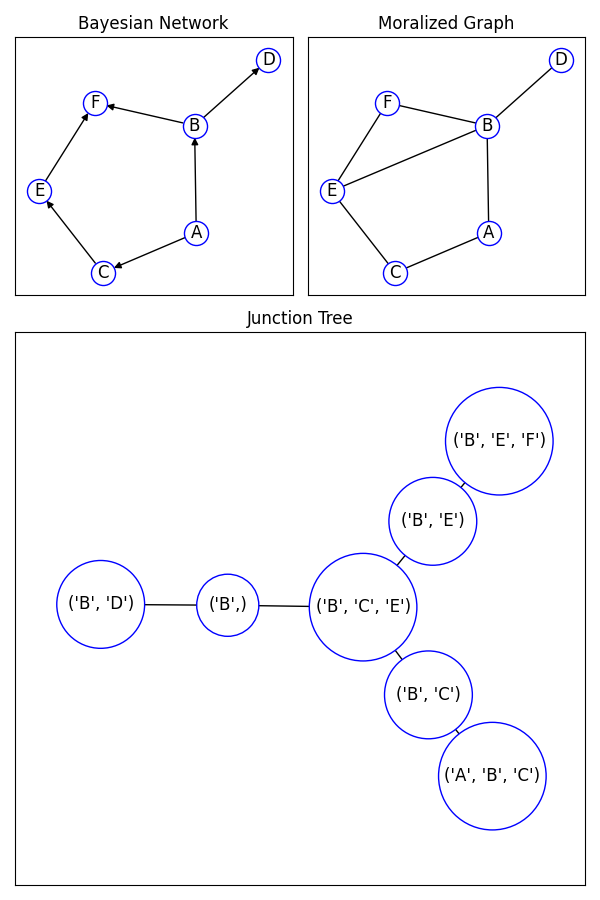 Bayesian Network
D
F
B
E
A
C
Moralized Graph
D
F
B
E
A
C
Junction Tree
('B', 'E', 'F')
('B', 'E')
('B', 'D')
('B',)
('B', 'C', 'E')
('B', 'C')
('A', 'B', 'C')